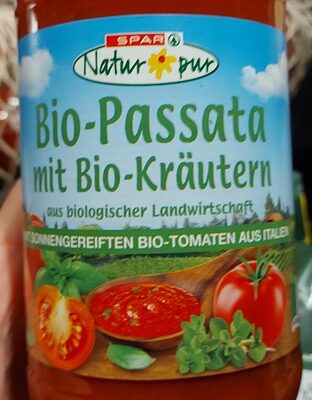 SPAR
Natur pur
Bio-Passata
mit Bio-Kräutern
aus biologischer Landwirtschaft
SONNENGEREIFTEN BIO-TOMATEN AUS ITALIEN